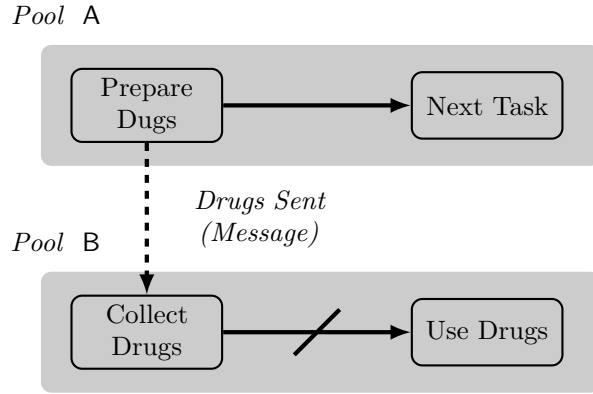 Pool A
Prepare
Dugs
Next Task
Drugs Sent
(Message)
Pool B
Collect
Drugs
Use Drugs